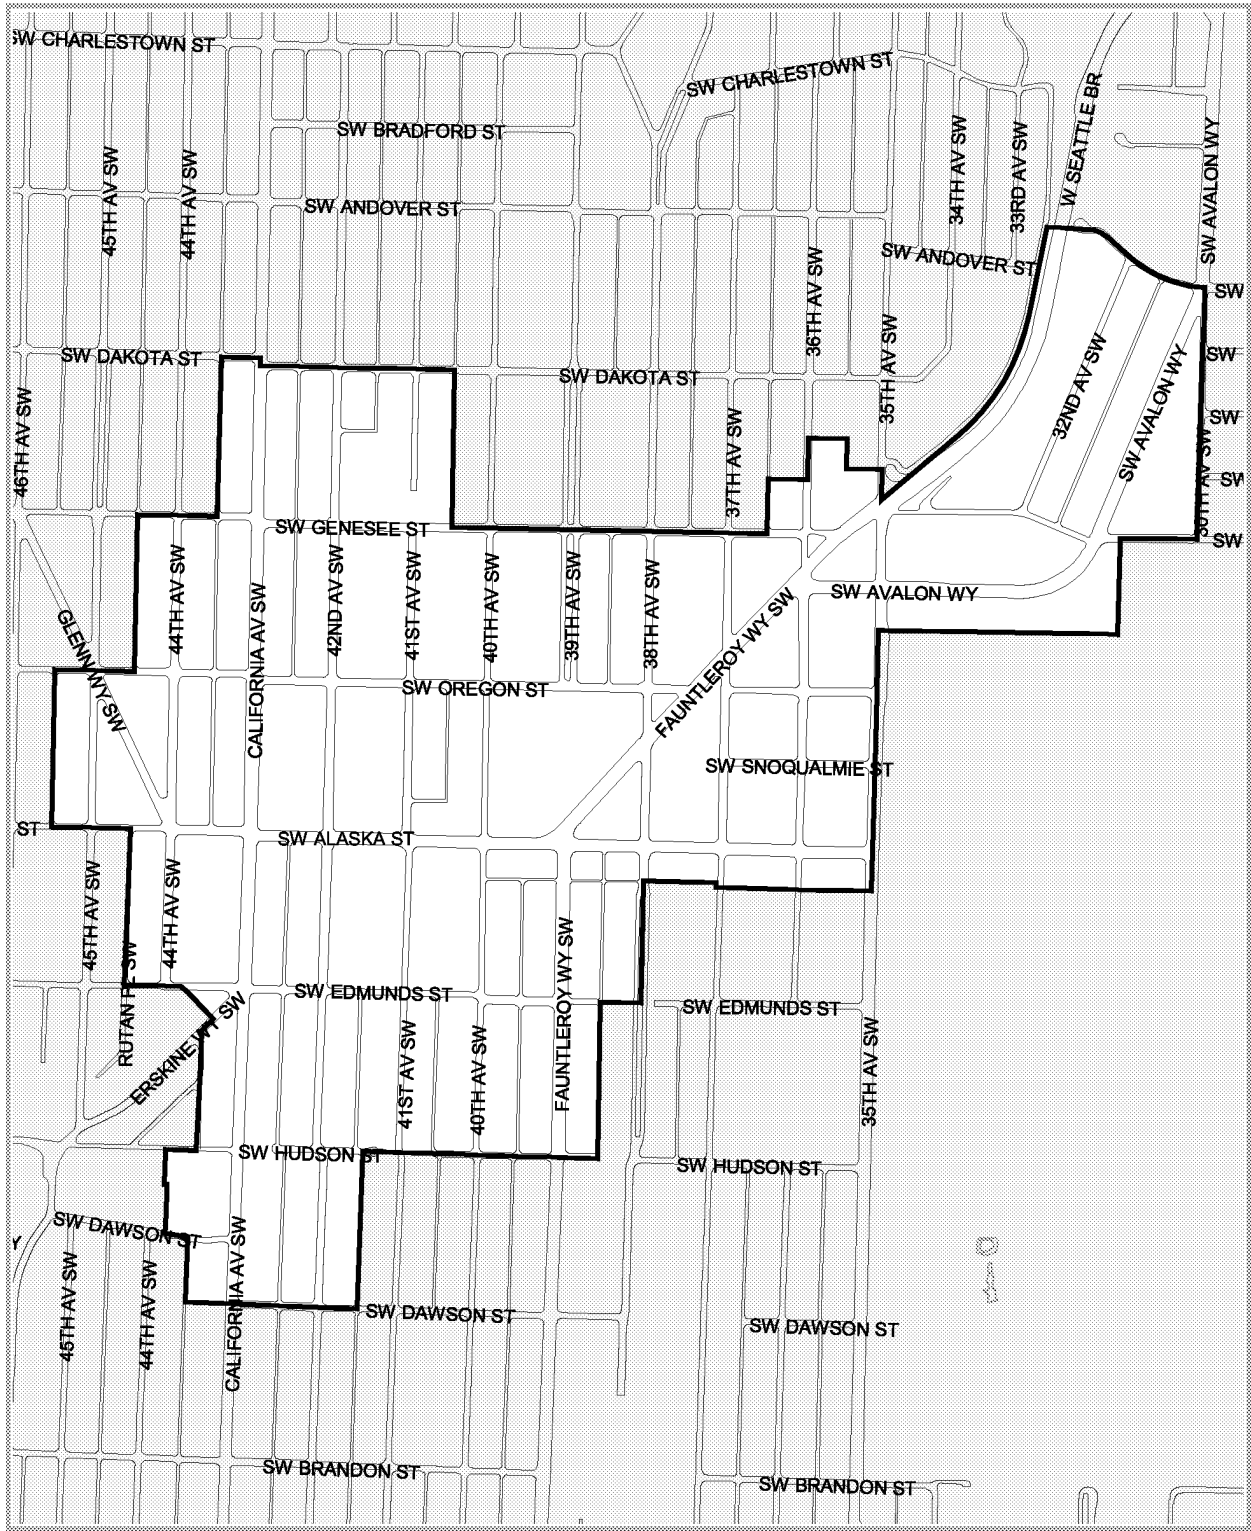 SW CHARLESTOWN ST
SW CHARLESTOWN ST
W SEATTLE BR
SW BRADFORD ST
34TH AV SW
33RD AV SW
SW AVALON WY
45TH AV SW
44TH AV SW
SW ANDOVER ST
SW ANDOVER ST
36TH AV SW
SW
SW DAKOTA ST
SW DAKOTA ST
35TH AV SW
32ND AV SW
SW AVALON WY
SW
46TH AV SW
37TH AV SW
SW
30TH AV SW
SW
SW GENESEE ST
SW
44TH AV SW
CALIFORNIA AV SW
42ND AV SW
41ST AV SW
40TH AV SW
39TH AV SW
38TH AV SW
SW AVALON WY
GLENN WY SW
FAUNTLEROY WY SW
SW OREGON ST
SW SNOQUALMIE ST
ST
SW ALASKA ST
45TH AV SW
44TH AV SW
FAUNTLEROY WY SW
RUTAN PL SW
ERSKINE WY SW
SW EDMUNDS ST
SW EDMUNDS ST
41ST AV SW
40TH AV SW
35TH AV SW
SW HUDSON ST
SW HUDSON ST
SW DAWSON ST
Y
45TH AV SW
44TH AV SW
CALIFORNIA AV SW
SW DAWSON ST
SW DAWSON ST
SW BRANDON ST
SW BRANDON ST